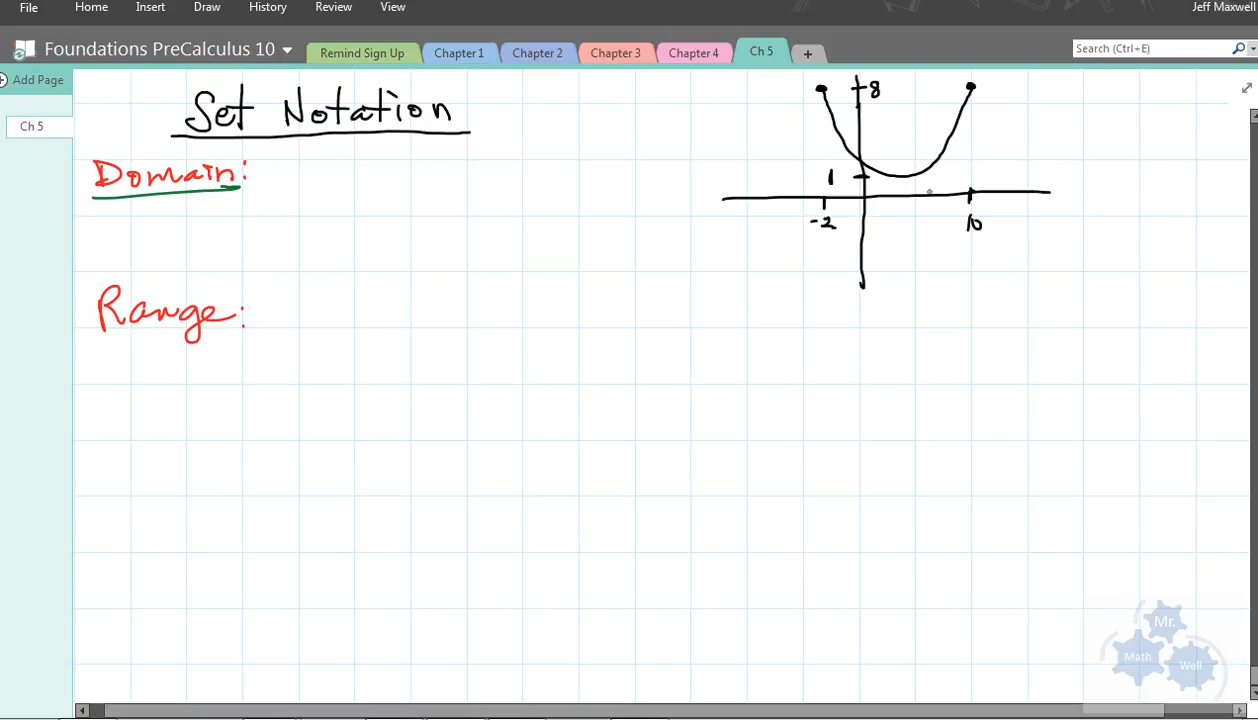 File Home Insert Draw History Review View Jeff Maxwell
Foundations PreCalculus 10 Remind Sign Up Chapter 1 Chapter 2 Chapter 3 Chapter 4 Ch 5 + Search (Ctrl+E)
Add Page
Ch 5
Set Notation
Domain:
Range:
8
1
-2 10
Mr.
Math Well